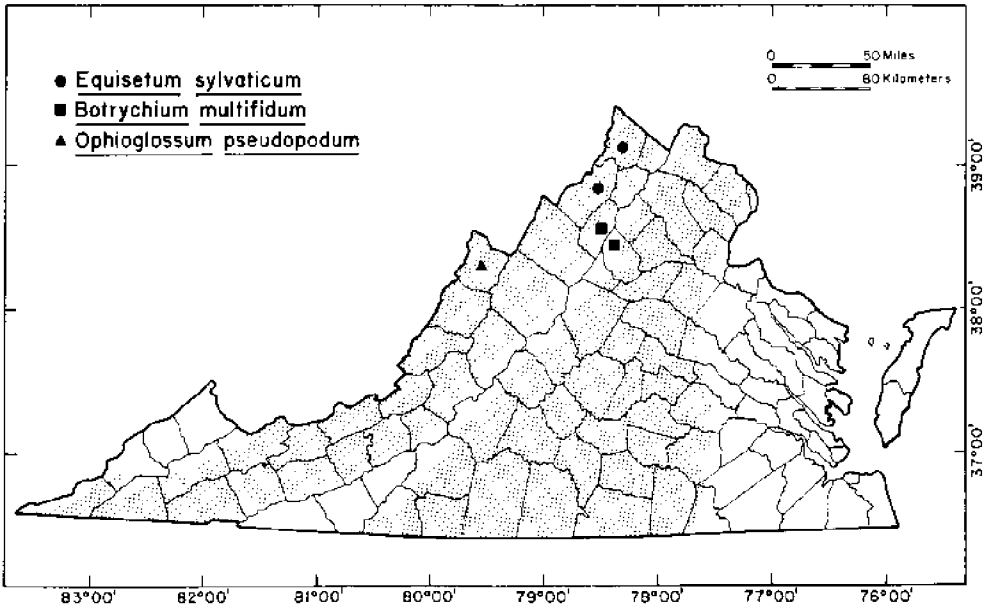 Equisetum sylvaticum
Botrychium multifidum
Ophioglossum pseudopodum
0 50 Miles
0 80 Kilometers
39°00'
38°00'
37°00'
83°00' 82°00' 81°00' 80°00' 79°00' 78°00' 77°00' 76°00'